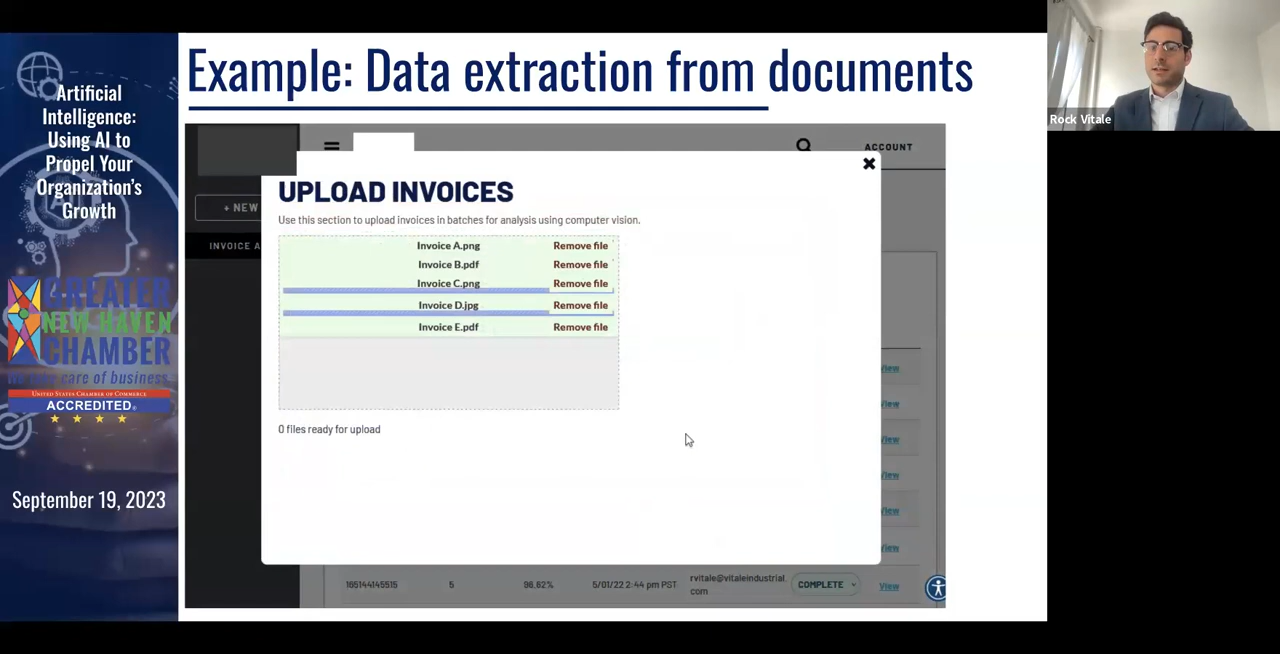 Artificial
Intelligence:
Using AI to
Propel Your
Organization's
Growth
GREATER
NEW HAVEN
CHAMBER
We take care of business.
UNITED STATES CHAMBER OF COMMERCE
ACCREDITED
September 19, 2023
Example: Data extraction from documents
ACCOUNT
+ NEW
INVOICE A
UPLOAD INVOICES
Use this section to upload invoices in batches for analysis using computer vision.
Invoice A.png Remove file
Invoice B.pdf Remove file
Invoice C.png Remove file
Invoice D.jpg Remove file
Invoice E.pdf Remove file
0 files ready for upload
View
View
View
View
View
View
165144145515 5 96.62% 5/01/22 2:44 pm PST rvitale@vitaleindustrial.
com COMPLETE View
Rock Vitale